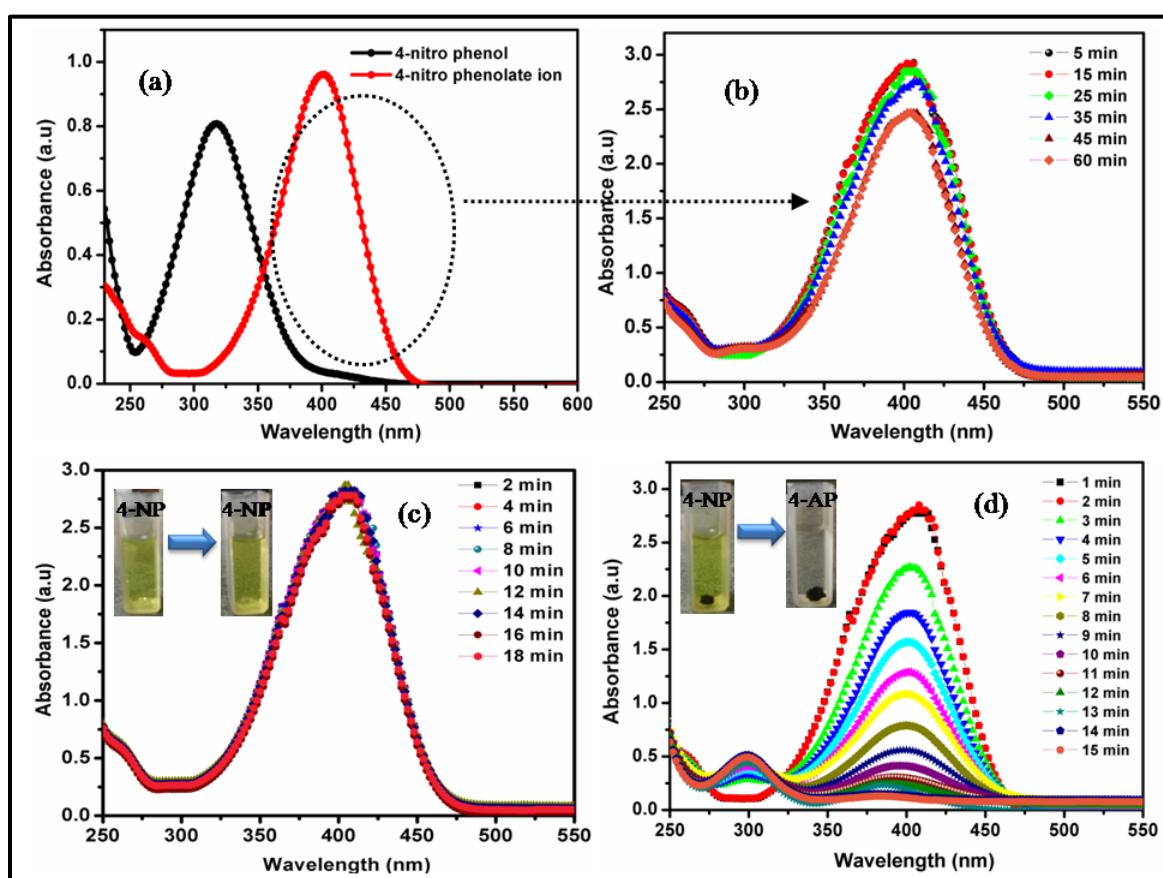 (a)
4-nitro phenol
4-nitro phenolate ion
1.0
0.8
0.6
0.4
0.2
0.0
Absorbance (a.u)
250 300 350 400 450 500 550 600
Wavelength (nm)
(b)
5 min
15 min
25 min
35 min
45 min
60 min
3.0
2.5
2.0
1.5
1.0
0.5
0.0
Absorbance (a.u)
250 300 350 400 450 500 550
Wavelength (nm)
(c)
4-NP
4-NP
2 min
4 min
6 min
8 min
10 min
12 min
14 min
16 min
18 min
3.0
2.5
2.0
1.5
1.0
0.5
0.0
Absorbance (a.u)
250 300 350 400 450 500 550
Wavelength (nm)
(d)
4-NP
4-AP
1 min
2 min
3 min
4 min
5 min
6 min
7 min
8 min
9 min
10 min
11 min
12 min
13 min
14 min
15 min
3.0
2.5
2.0
1.5
1.0
0.5
0.0
Absorbance (a.u)
250 300 350 400 450 500 550
Wavelength (nm)